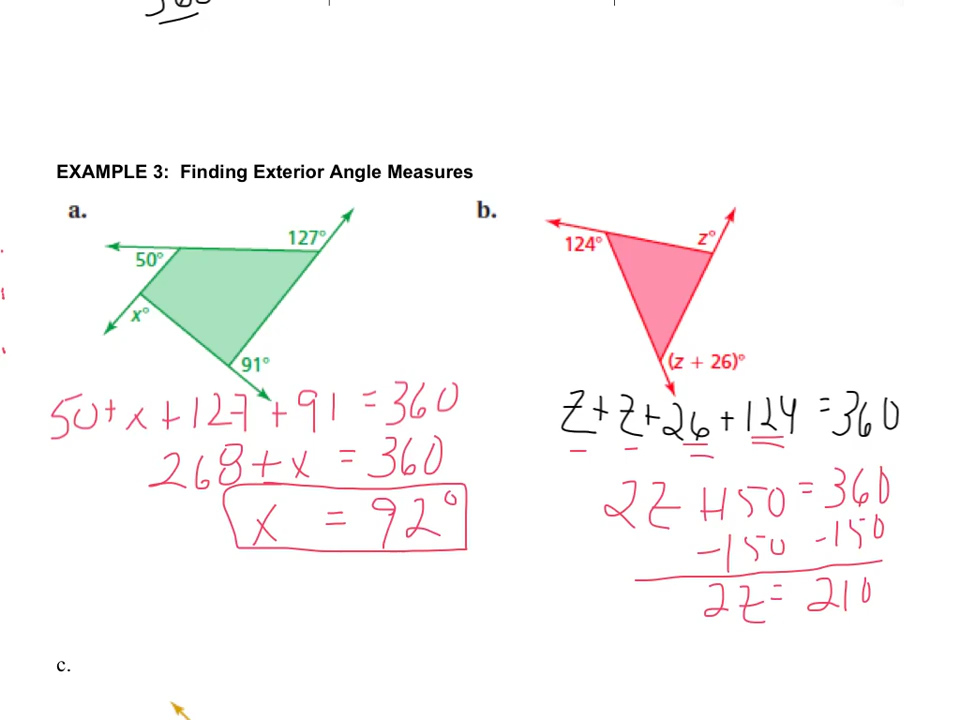 360
EXAMPLE 3: Finding Exterior Angle Measures
a.
127°
50°
x°
91°
50+x+127+91=360
268+x=360
x=92°
b.
124°
z°
(z + 26)°
z+z+26+124=360
2z+150=360
-150 -150
2z=210
c.